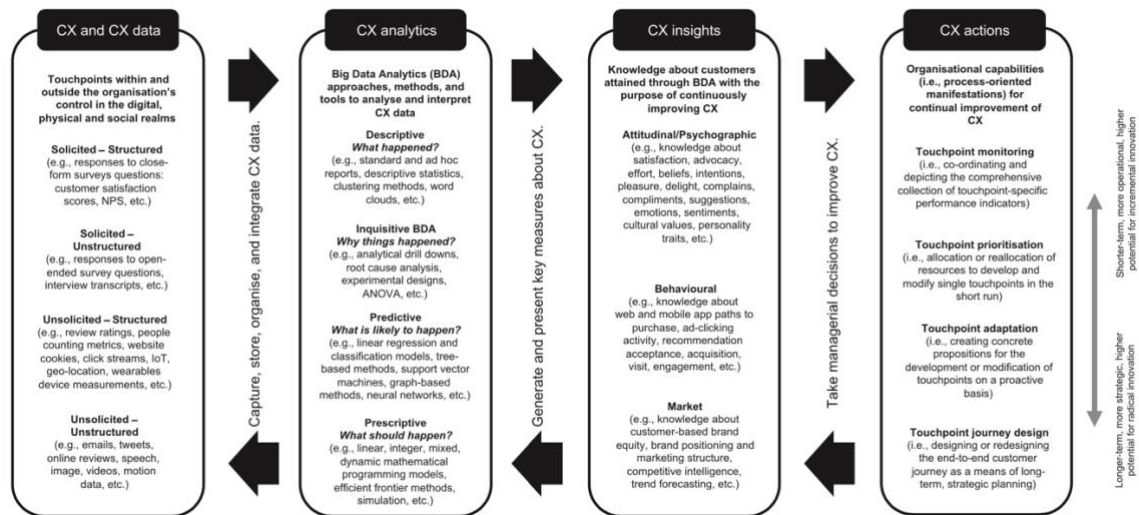 CX and CX data
Touchpoints within and
outside the organisation's
control in the digital,
physical and social realms
Solicited – Structured
(e.g., responses to close-
form surveys questions:
customer satisfaction
scores, NPS, etc.)
Solicited –
Unstructured
(e.g., responses to open-
ended survey questions,
interview transcripts, etc.)
Unsolicited – Structured
(e.g., review ratings, people
counting metrics, website
cookies, click streams, IoT,
geo-location, wearables
device measurements, etc.)
Unsolicited –
Unstructured
(e.g., emails, tweets,
online reviews, speech,
image, videos, motion
data, etc.)
Capture, store, organise, and integrate CX data.
CX analytics
Big Data Analytics (BDA)
approaches, methods, and
tools to analyse and interpret
CX data
Descriptive
What happened?
(e.g., standard and ad hoc
reports, descriptive statistics,
clustering methods, word
clouds, etc.)
Inquisitive BDA
Why things happened?
(e.g., analytical drill downs,
root cause analysis,
experimental designs,
ANOVA, etc.)
Predictive
What is likely to happen?
(e.g., linear regression and
classification models, tree-
based methods, support vector
machines, graph-based
methods, neural networks, etc.)
Prescriptive
What should happen?
(e.g., linear, integer, mixed,
dynamic mathematical
programming models,
efficient frontier methods,
simulation, etc.)
Generate and present key measures about CX.
CX insights
Knowledge about customers
attained through BDA with the
purpose of continuously
improving CX
Attitudinal/Psychographic
(e.g., knowledge about
satisfaction, advocacy,
effort, beliefs, intentions,
pleasure, delight, complains,
compliments, suggestions,
emotions, sentiments,
cultural values, personality
traits, etc.)
Behavioural
(e.g., knowledge about
web and mobile app paths to
purchase, ad-clicking
activity, recommendation
acceptance, acquisition,
visit, engagement, etc.)
Market
(e.g., knowledge about
customer-based brand
equity, brand positioning and
marketing structure,
competitive intelligence,
trend forecasting, etc.)
Take managerial decisions to improve CX.
CX actions
Organisational capabilities
(i.e., process-oriented
manifestations) for
continual improvement of
CX
Touchpoint monitoring
(i.e., co-ordinating and
depicting the comprehensive
collection of touchpoint-specific
performance indicators)
Touchpoint prioritisation
(i.e., allocation or reallocation of
resources to develop and
modify single touchpoints in
the short run)
Touchpoint adaptation
(i.e., creating concrete
propositions for the
development or modification of
touchpoints on a proactive
basis)
Touchpoint journey design
(i.e., designing or redesigning
the end-to-end customer
journey as a means of long-
term, strategic planning)
Shorter-term, more operational, higher
potential for incremental innovation
Longer-term, more strategic, higher
potential for radical innovation